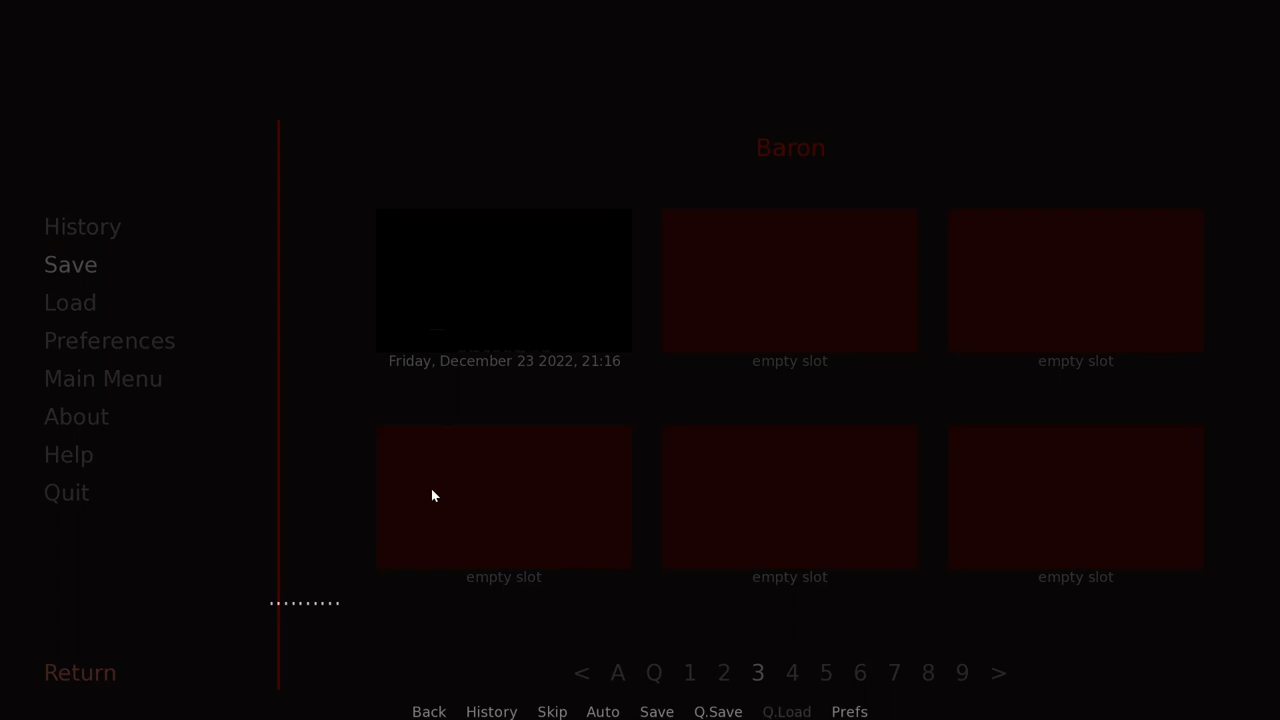 Baron
History
Save
Load
Preferences
Main Menu
About
Help
Quit
Friday, December 23 2022, 21:16
empty slot
empty slot
empty slot
empty slot
empty slot
..........
Return
< A Q 1 2 3 4 5 6 7 8 9 >
Back History Skip Auto Save Q.Save Q.Load Prefs